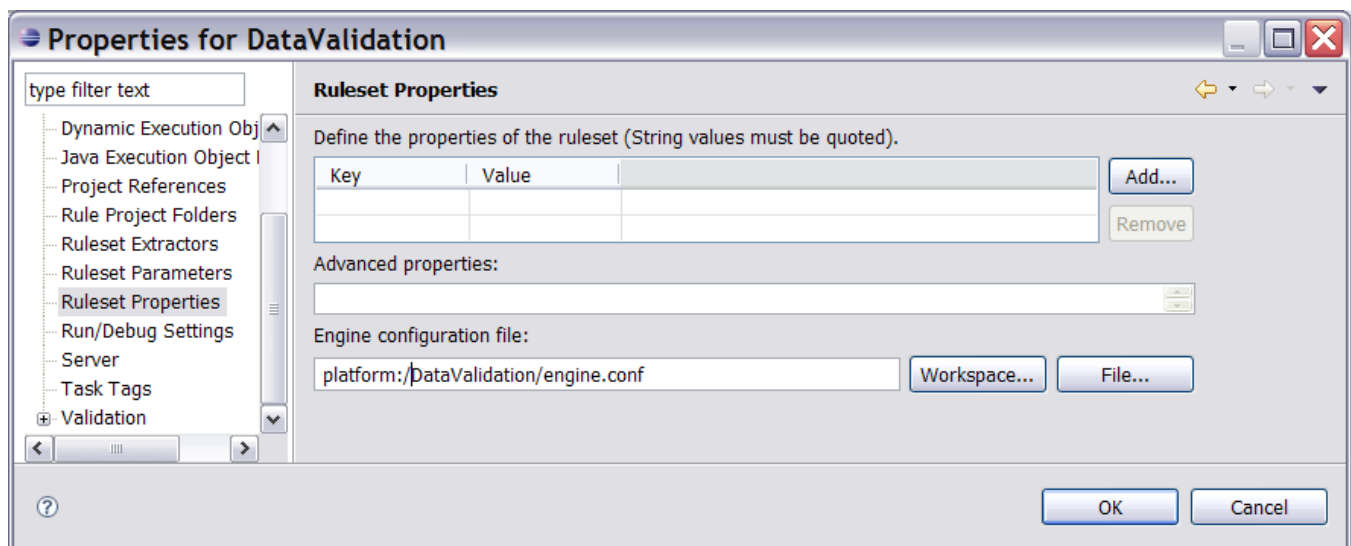 Properties for DataValidation
type filter text
Dynamic Execution Obj
Java Execution Object
Project References
Rule Project Folders
Ruleset Extractors
Ruleset Parameters
Ruleset Properties
Run/Debug Settings
Server
Task Tags
Validation
Ruleset Properties
Define the properties of the ruleset (String values must be quoted).
Key Value
Add...
Remove
Advanced properties:
Engine configuration file:
platform:/DataValidation/engine.conf
Workspace...
File...
OK
Cancel